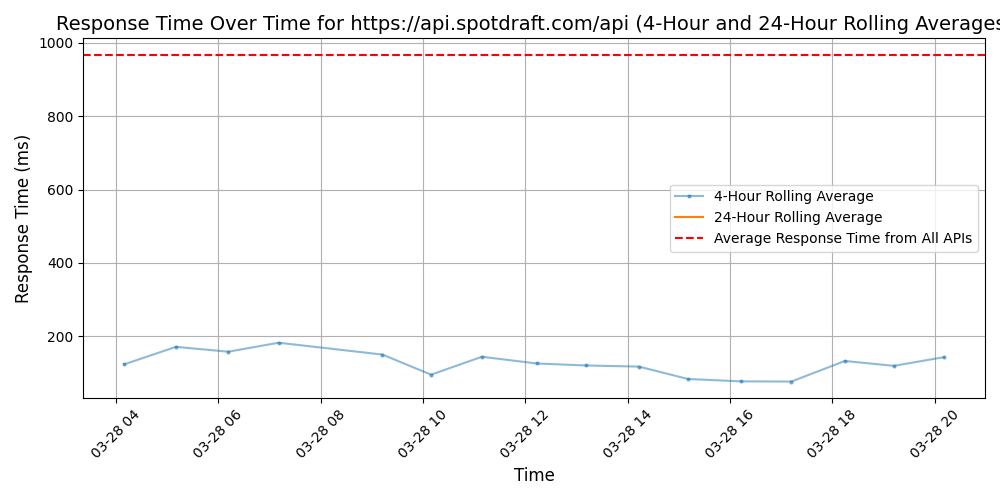 Response Time Over Time for https://api.spotdraft.com/api (4-Hour and 24-Hour Rolling Averages
Response Time (ms)
1000
800
600
400
200
4-Hour Rolling Average
24-Hour Rolling Average
Average Response Time from All APIs
03-28 04
03-28 06
03-28 08
03-28 10
03-28 12
03-28 14
03-28 16
03-28 18
03-28 20
Time